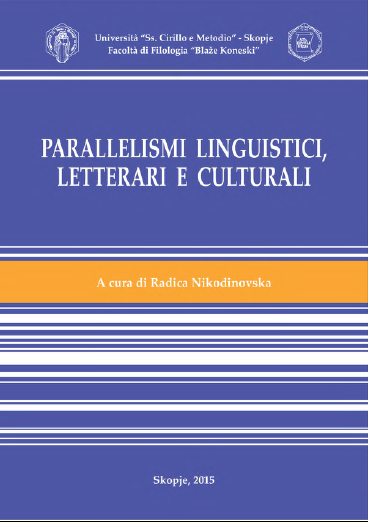 Università “Ss. Cirillo e Metodio” - Skopje
Facoltà di Filologia “Blaže Koneski”
PARALLELISMI LINGUISTICI,
LETTERARI E CULTURALI
A cura di Radica Nikodinovska
Skopje, 2015